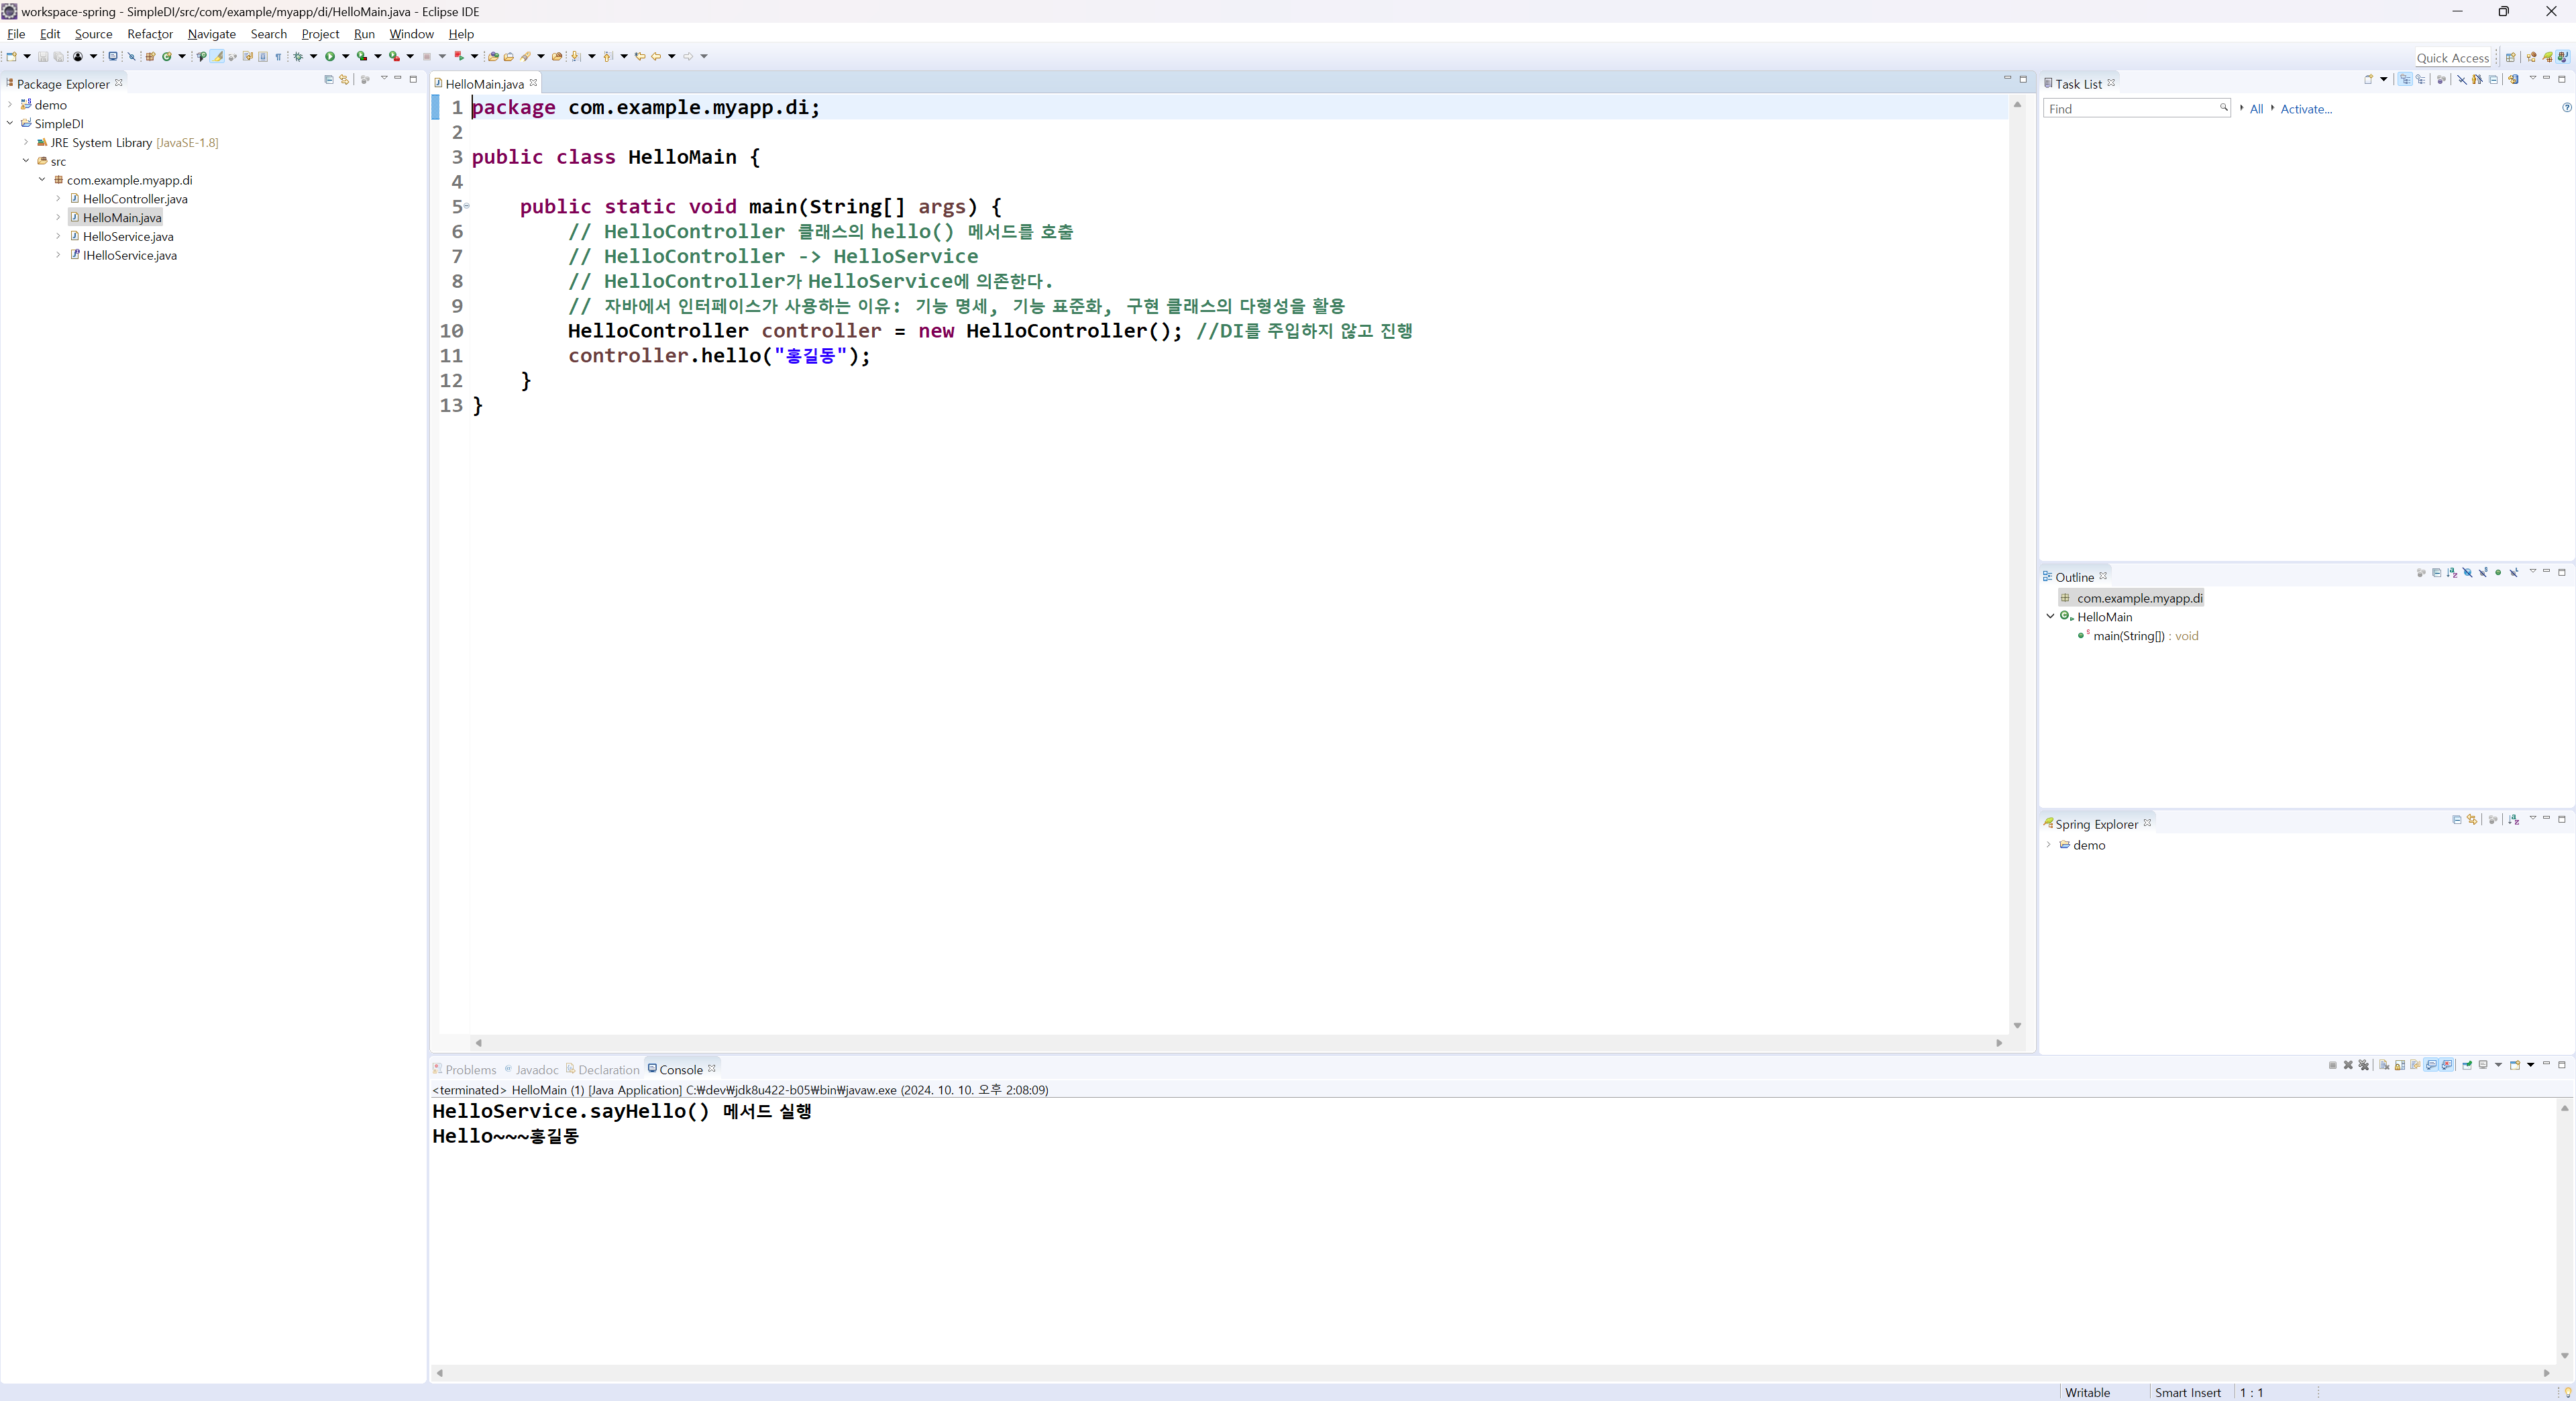 workspace-spring - SimpleDI/src/com/example/myapp/di/HelloMain.java - Eclipse IDE
File Edit Source Refactor Navigate Search Project Run Window Help
Quick Access
Package Explorer
demo
SimpleDI
JRE System Library [JavaSE-1.8]
src
com.example.myapp.di
HelloController.java
HelloMain.java
HelloService.java
IHelloService.java
HelloMain.java
1 package com.example.myapp.di;
2
3 public class HelloMain {
4
5 public static void main(String[] args) {
6 // HelloController 클래스의 hello() 메서드를 호출
7 // HelloController -> HelloService
8 // HelloController가 HelloService에 의존한다.
9 // 자바에서 인터페이스가 사용하는 이유: 기능 명세, 기능 표준화, 구현 클래스의 다형성을 활용
10 HelloController controller = new HelloController(); //DI를 주입하지 않고 진행
11 controller.hello("홍길동");
12 }
13 }
Task List
Find
All
Activate...
Outline
com.example.myapp.di
HelloMain
main(String[]) : void
Spring Explorer
demo
Problems Javadoc Declaration Console
<terminated> HelloMain (1) [Java Application] C:₩dev₩jdk8u422-b05₩bin₩javaw.exe (2024. 10. 10. 오후 2:08:09)
HelloService.sayHello() 메서드 실행
Hello~~~홍길동
Writable Smart Insert 1 : 1